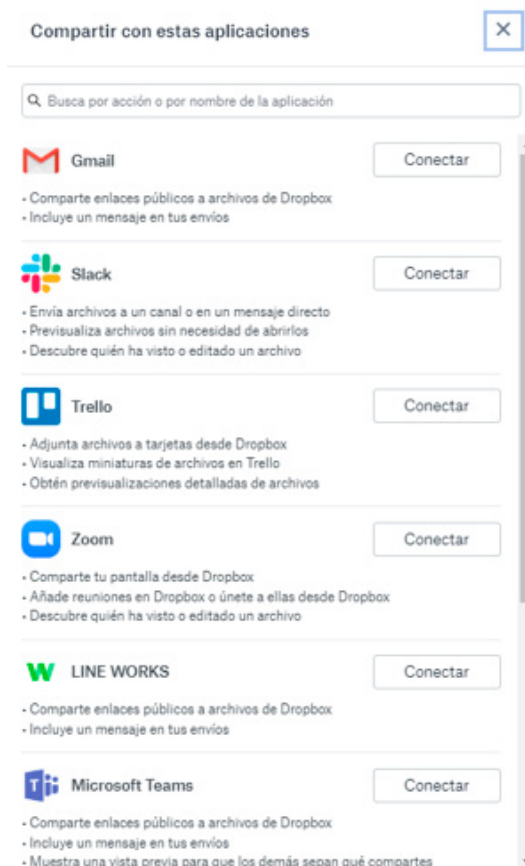 Compartir con estas aplicaciones
Busca por acción o por nombre de la aplicación
Gmail
Conectar
- Comparte enlaces públicos a archivos de Dropbox
- Incluye un mensaje en tus envíos
Slack
Conectar
- Envía archivos a un canal o en un mensaje directo
- Previsualiza archivos sin necesidad de abrirlos
- Descubre quién ha visto o editado un archivo
Trello
Conectar
- Adjunta archivos a tarjetas desde Dropbox
- Visualiza miniaturas de archivos en Trello
- Obtén previsualizaciones detalladas de archivos
Zoom
Conectar
- Comparte tu pantalla desde Dropbox
- Añade reuniones en Dropbox o únete a ellas desde Dropbox
- Descubre quién ha visto o editado un archivo
LINE WORKS
Conectar
- Comparte enlaces públicos a archivos de Dropbox
- Incluye un mensaje en tus envíos
Microsoft Teams
Conectar
- Comparte enlaces públicos a archivos de Dropbox
- Incluye un mensaje en tus envíos
- Muestra una vista previa para que los demás sepan qué compartes